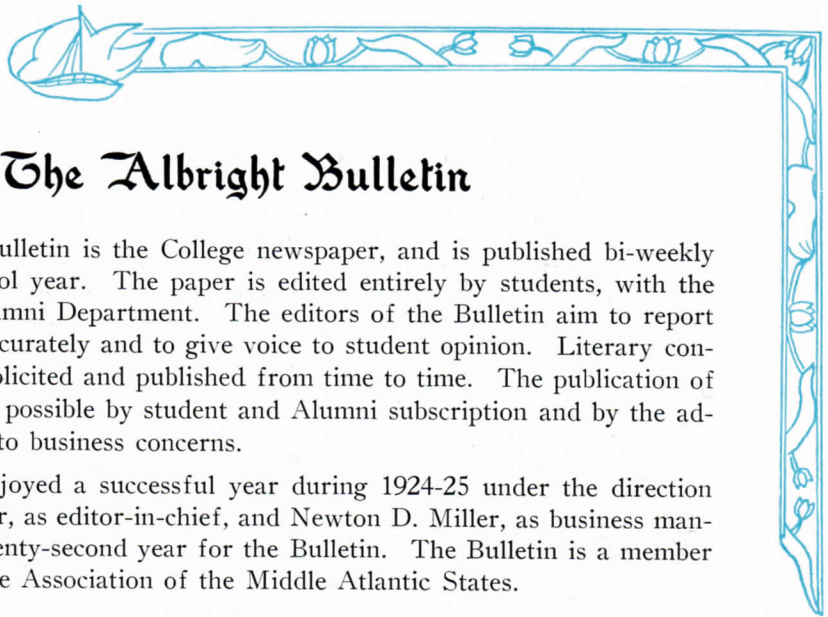 The Albright Bulletin
ulletin is the College newspaper, and is published bi-weekly
ol year. The paper is edited entirely by students, with the
mni Department. The editors of the Bulletin aim to report
curately and to give voice to student opinion. Literary con-
licited and published from time to time. The publication of
possible by student and Alumni subscription and by the ad-
to business concerns.
joyed a successful year during 1924-25 under the direction
r, as editor-in-chief, and Newton D. Miller, as business man-
enty-second year for the Bulletin. The Bulletin is a member
e Association of the Middle Atlantic States.